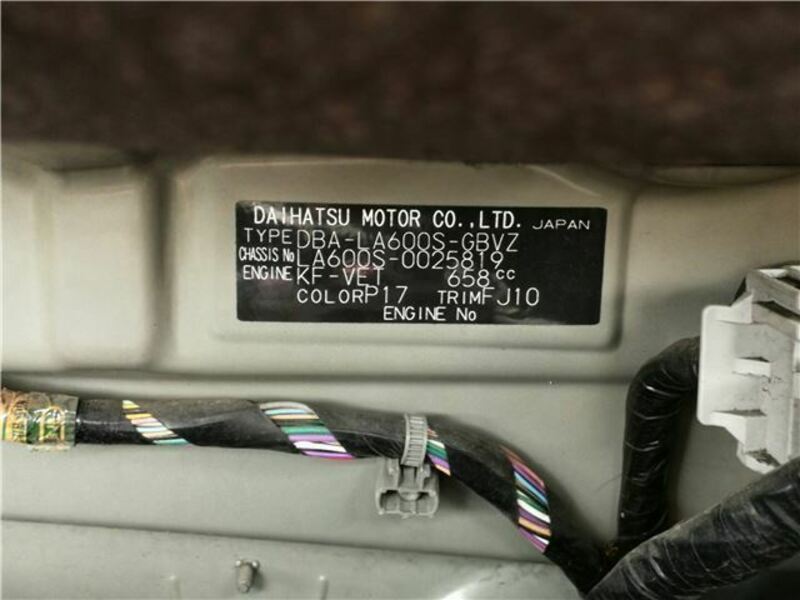 DAIHATSU MOTOR CO.,LTD. JAPAN
TYPE DBA-LA600S-GBVZ
CHASSIS No LA600S-0025819
ENGINE KF-VET 658cc
COLOR P17 TRIM FJ10
ENGINE No